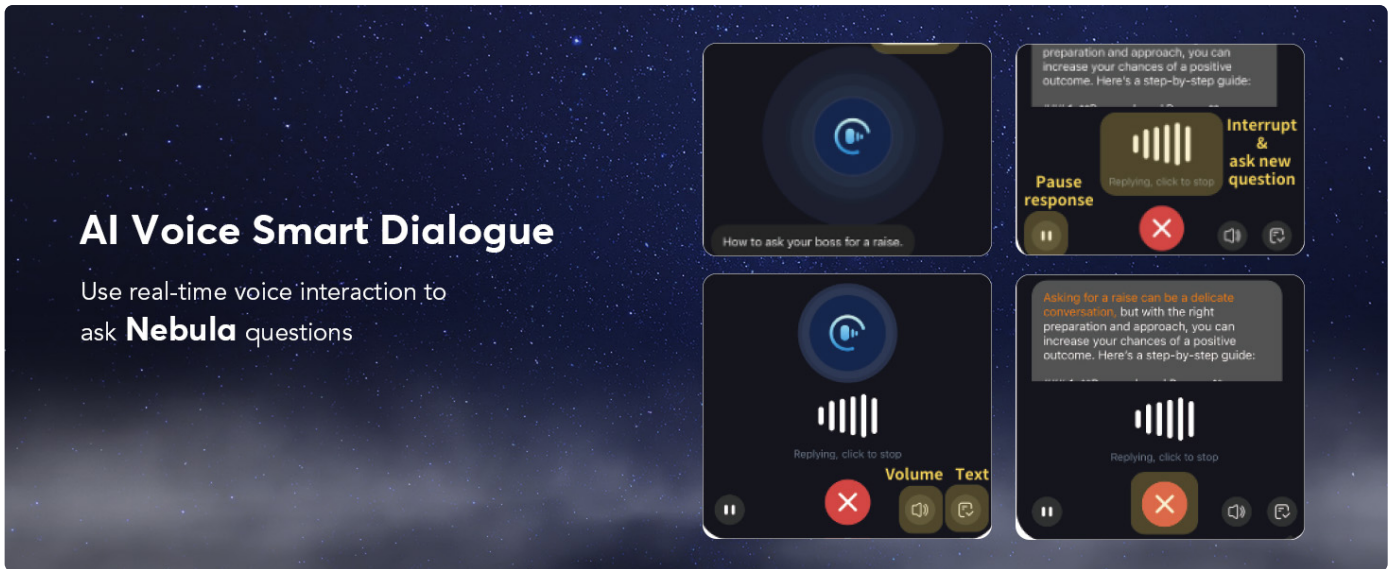 AI Voice Smart Dialogue
Use real-time voice interaction to
ask Nebula questions
How to ask your boss for a raise.
preparation and approach, you can
increase your chances of a positive
outcome. Here's a step-by-step guide:
Interrupt
&
ask new
question
Replying, click to stop
Pause
response
Replying, click to stop
Volume Text
Asking for a raise can be a delicate
conversation, but with the right
preparation and approach, you can
increase your chances of a positive
outcome. Here's a step-by-step guide:
Replying, click to stop